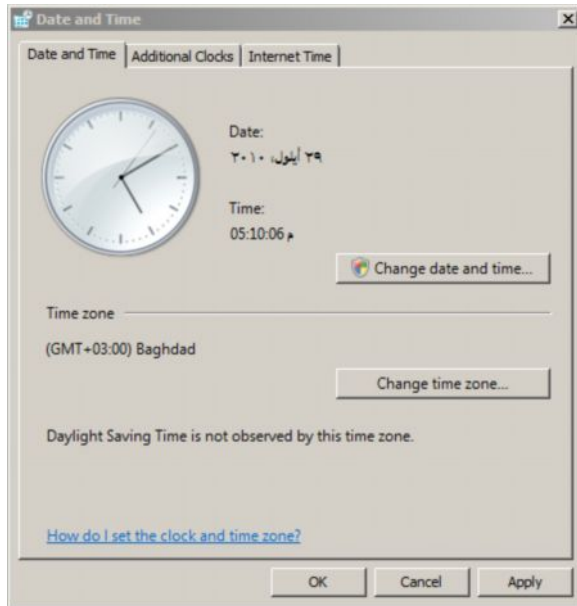 Date and Time
Date and Time
Additional Clocks
Internet Time
Date:
٢٩ أيلول، ٢٠١٠
Time:
05:10:06 م
Change date and time...
Time zone
(GMT+03:00) Baghdad
Change time zone...
Daylight Saving Time is not observed by this time zone.
How do I set the clock and time zone?
OK
Cancel
Apply